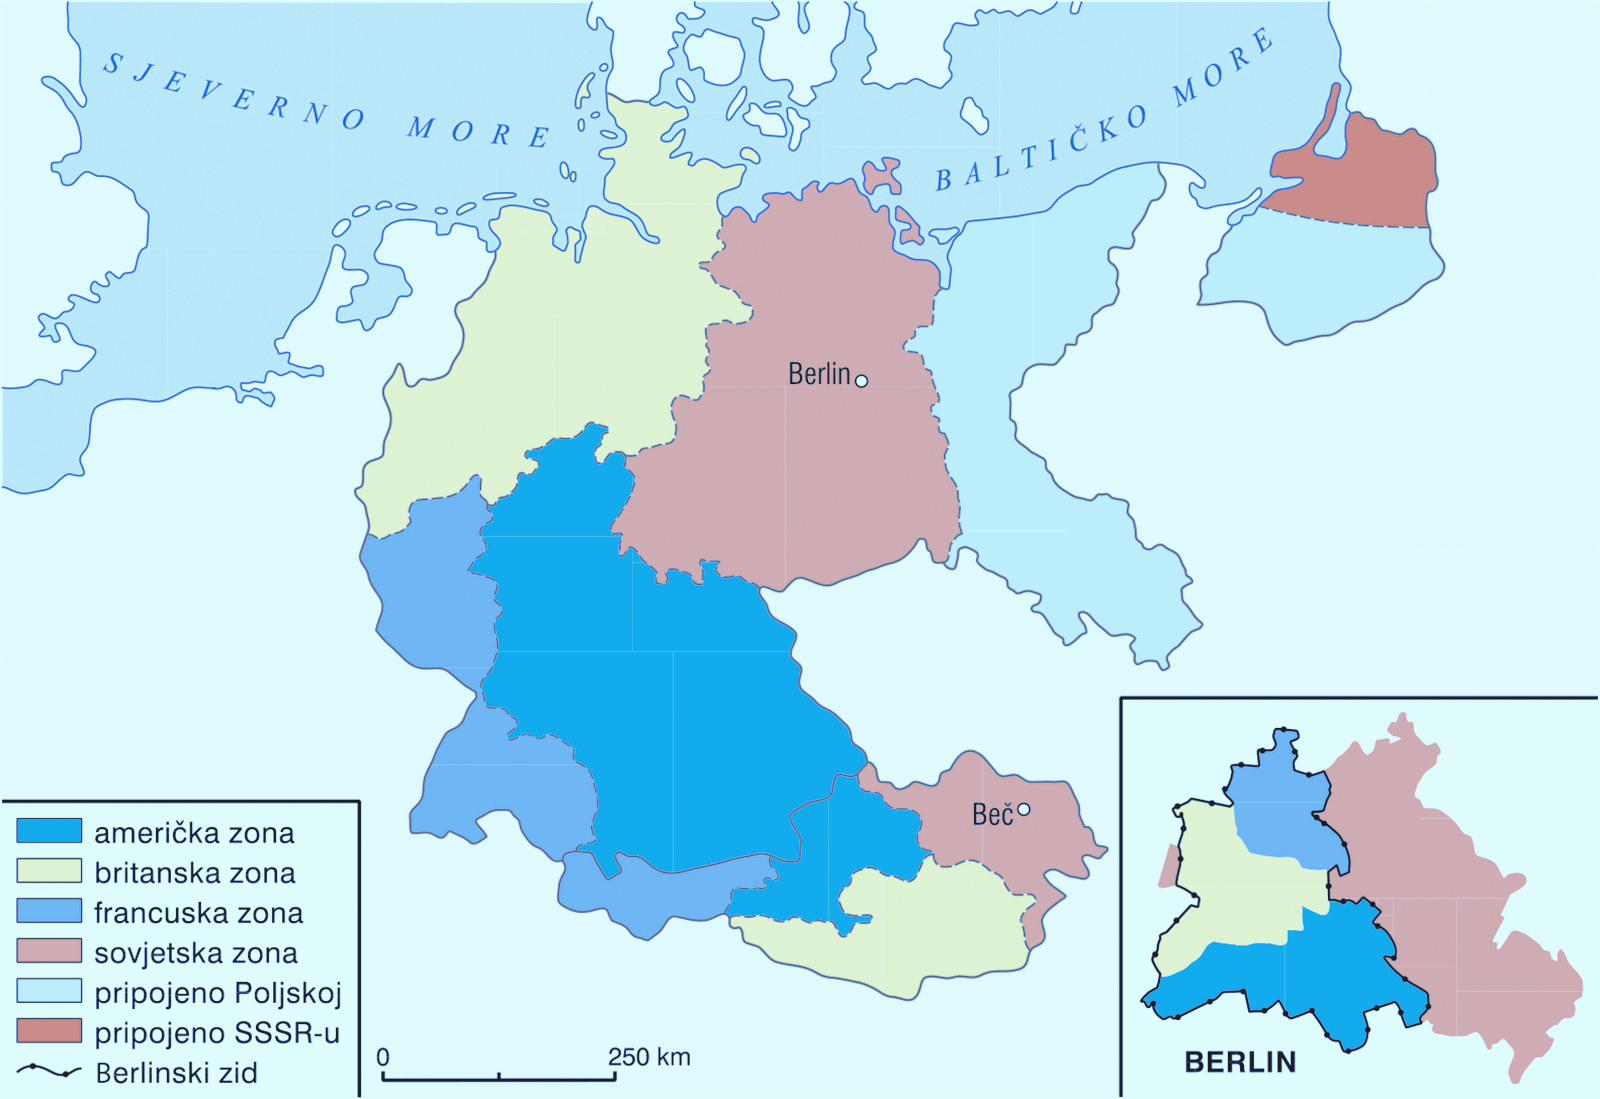 SJEVERNO MORE
BALTIČKO MORE
Berlin
Beč
američka zona
britanska zona
francuska zona
sovjetska zona
pripojeno Poljskoj
pripojeno SSSR-u
Berlinski zid
0 250 km
BERLIN